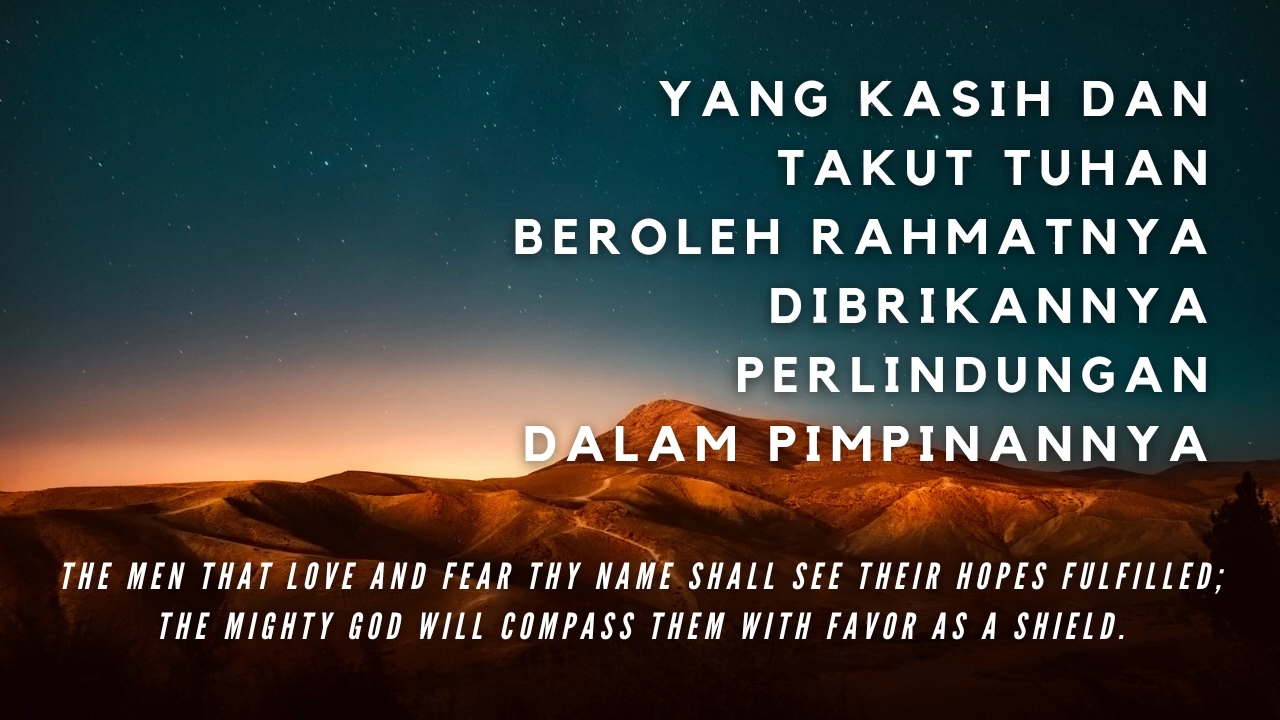 YANG KASIH DAN
TAKUT TUHAN
BEROLEH RAHMATNYA
DIBRIKANNYA
PERLINDUNGAN
DALAM PIMPINANNYA
THE MEN THAT LOVE AND FEAR THY NAME SHALL SEE THEIR HOPES FULFILLED;
THE MIGHTY GOD WILL COMPASS THEM WITH FAVOR AS A SHIELD.